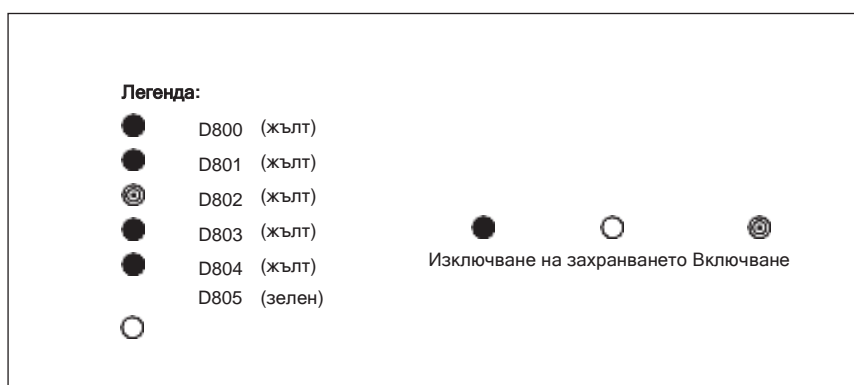 Легенда:
D800 (жълт)
D801 (жълт)
D802 (жълт)
D803 (жълт)
D804 (жълт)
D805 (зелен)
Изключване на захранването Включване